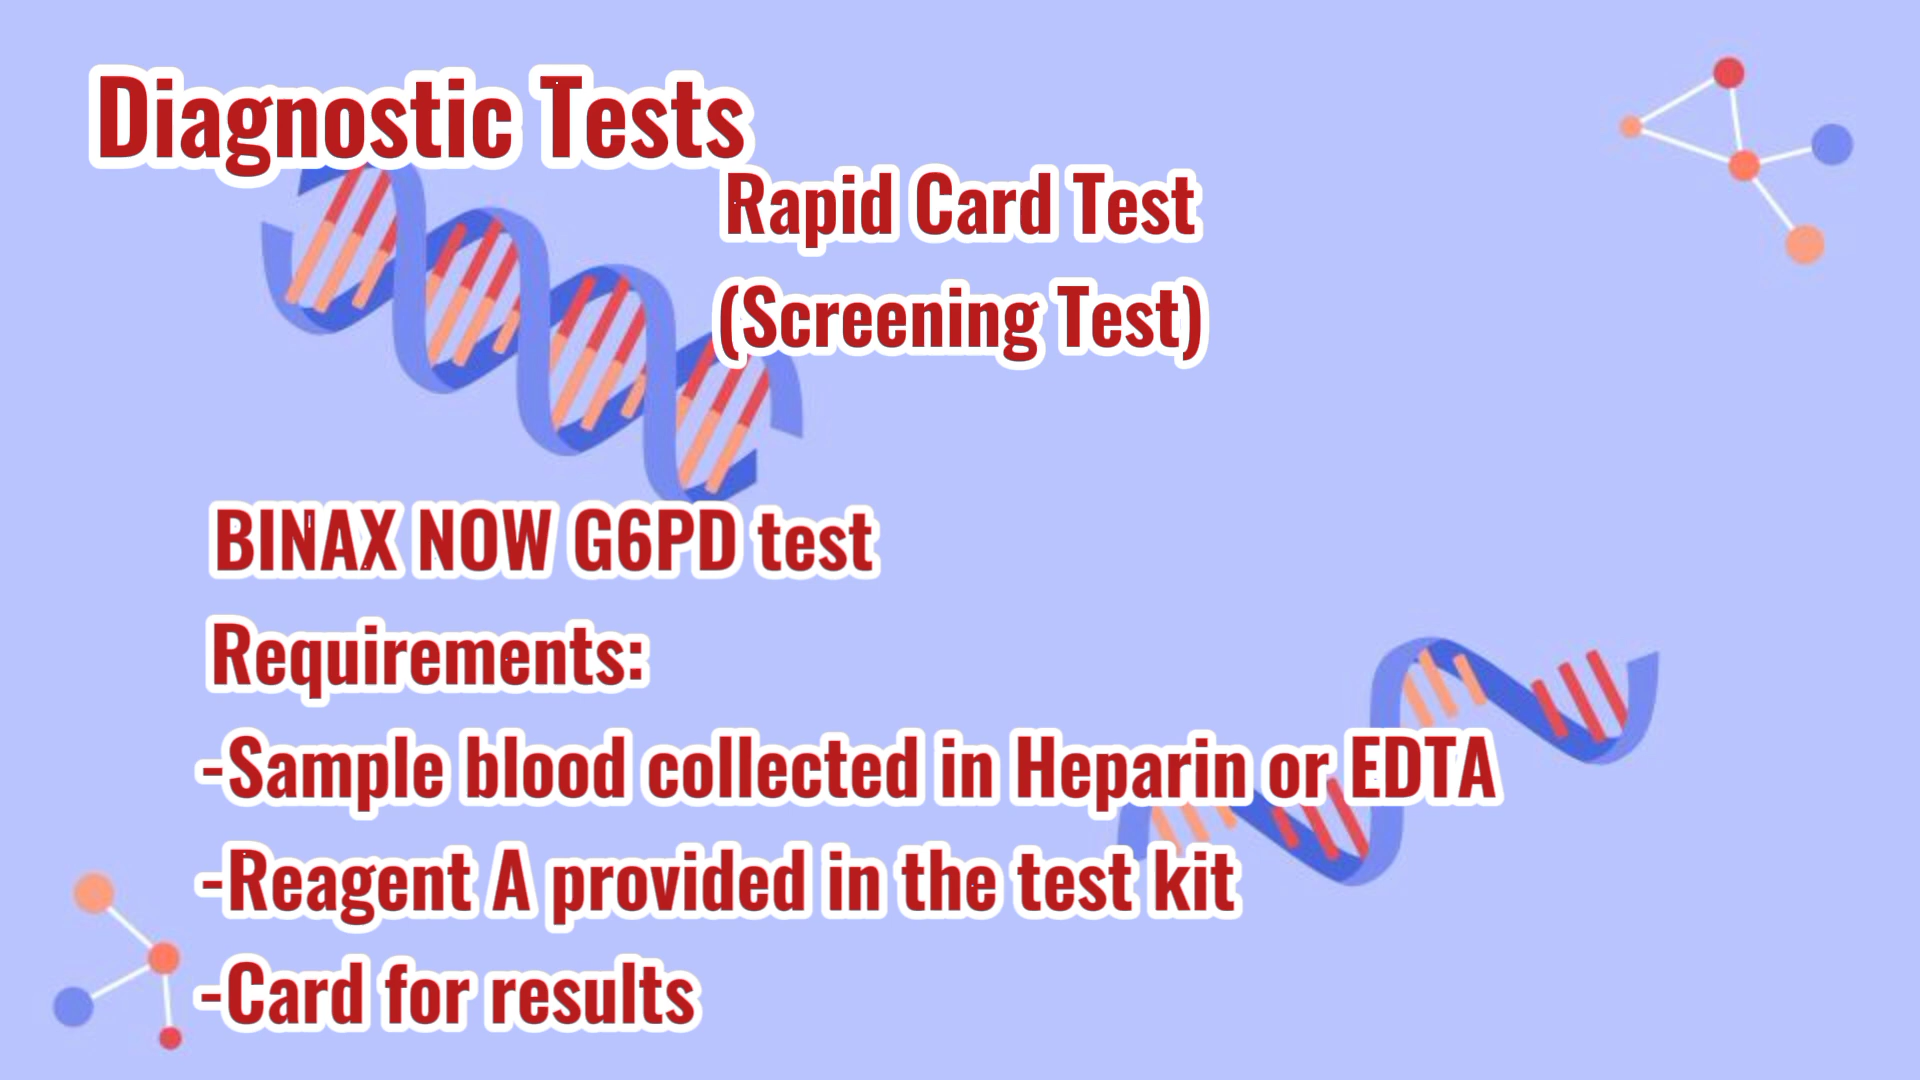 Diagnostic Tests
Rapid Card Test
(Screening Test)
BINAX NOW G6PD test
Requirements:
-Sample blood collected in Heparin or EDTA
-Reagent A provided in the test kit
-Card for results